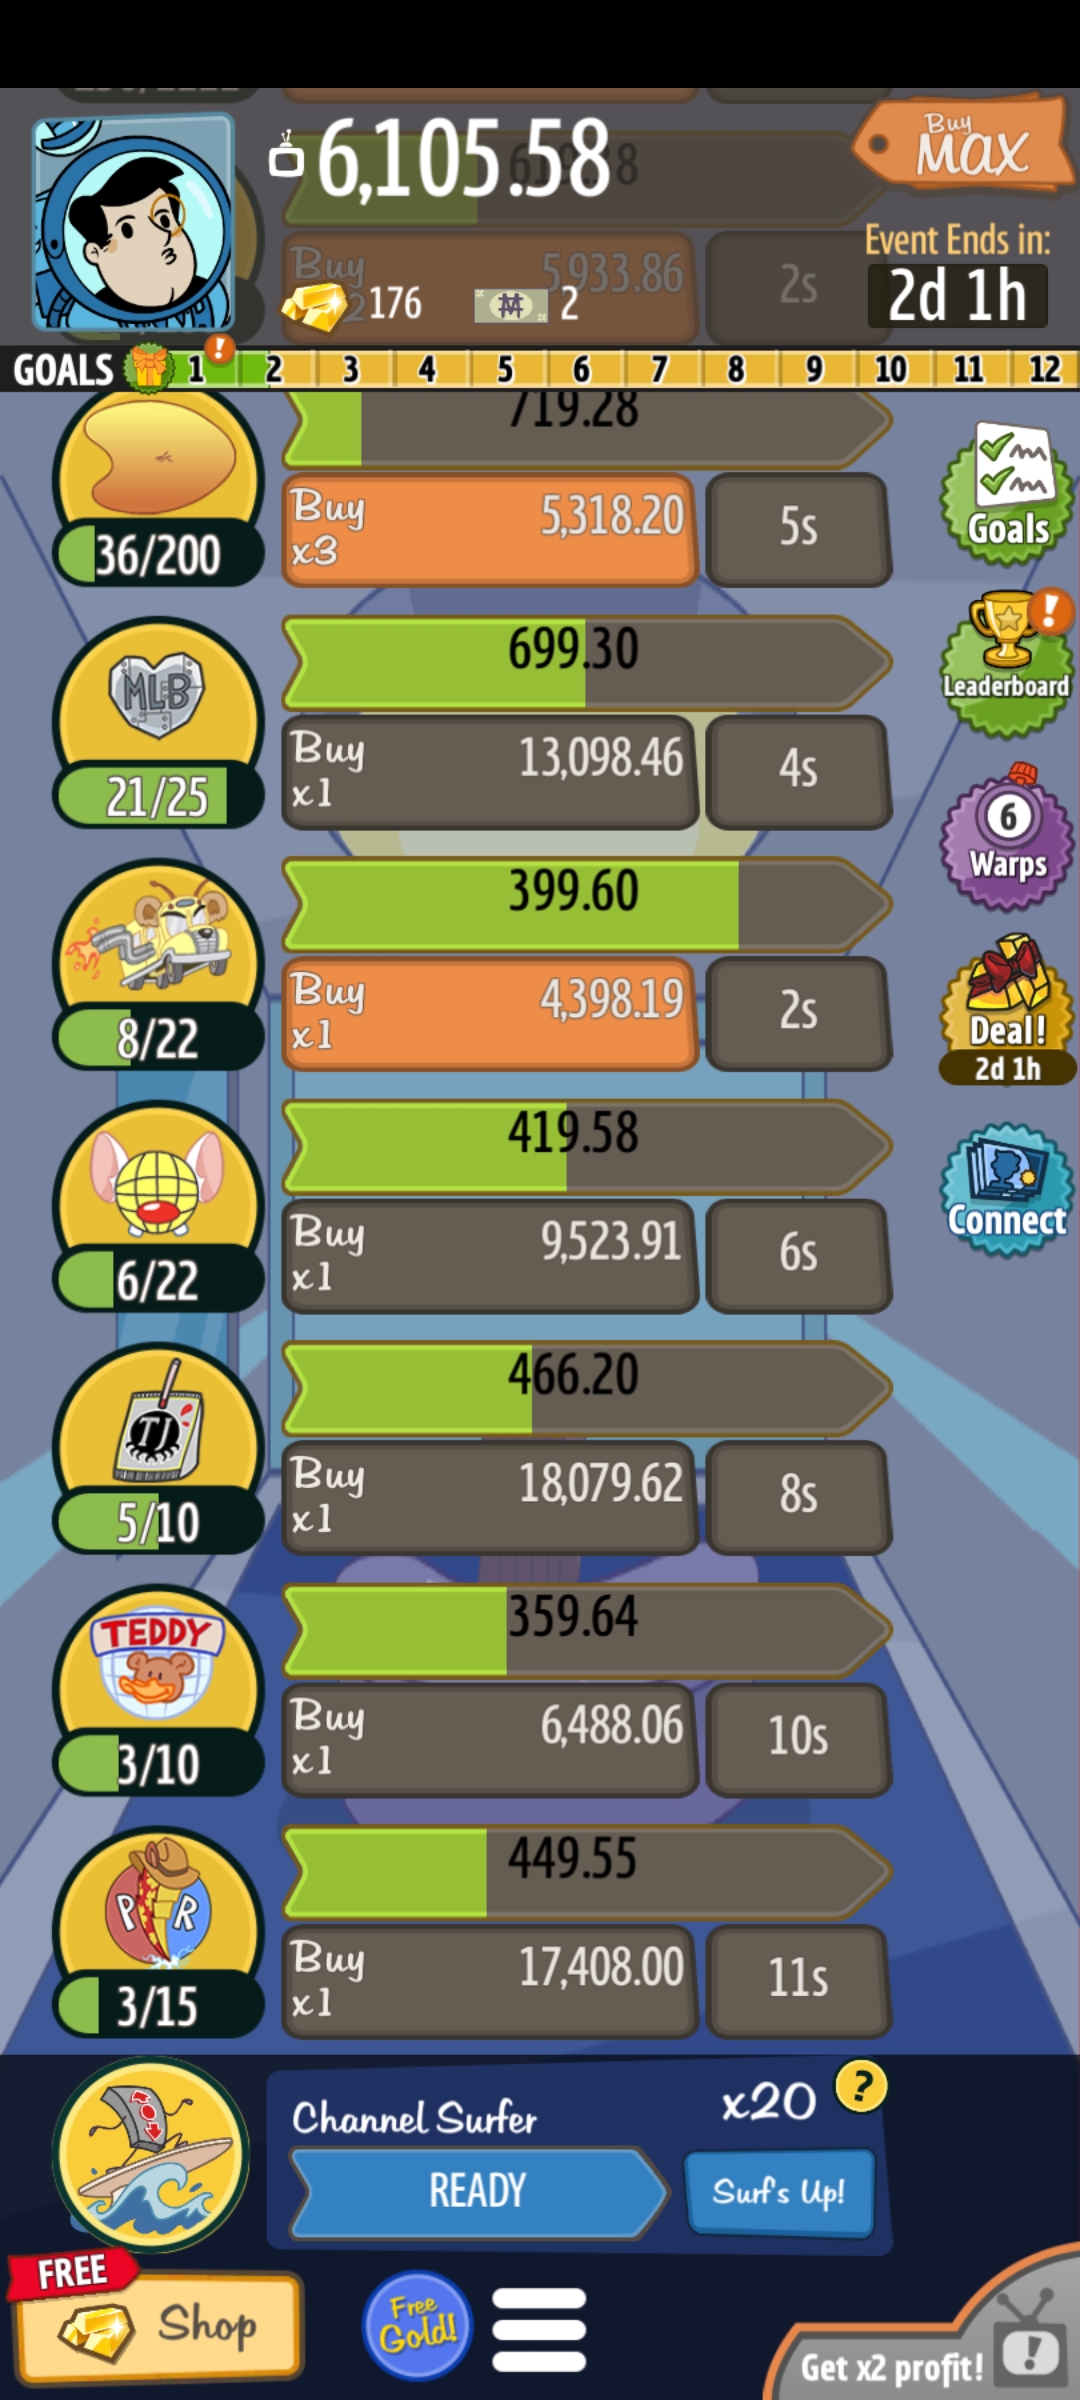 6,105.58
Buy
MAX
Buy
5,933.86
2s
176
2
Event Ends in:
2d 1h
GOALS 1 ! 2 3 4 5 6 7 8 9 10 11 12
719.28
36/200
Buy
x3
5,318.20
5s
Goals
MLB
21/25
699.30
Buy
x1
13,098.46
4s
!
Leaderboard
8/22
399.60
Buy
x1
4,398.19
2s
6
Warps
Deal!
2d 1h
6/22
419.58
Buy
x1
9,523.91
6s
Connect
TJ
5/10
466.20
Buy
x1
18,079.62
8s
TEDDY
3/10
359.64
Buy
x1
6,488.06
10s
P R
3/15
449.55
Buy
x1
17,408.00
11s
Channel Surfer
x20
?
READY
Surf's Up!
FREE
Shop
Free
Gold!
Get x2 profit!
!